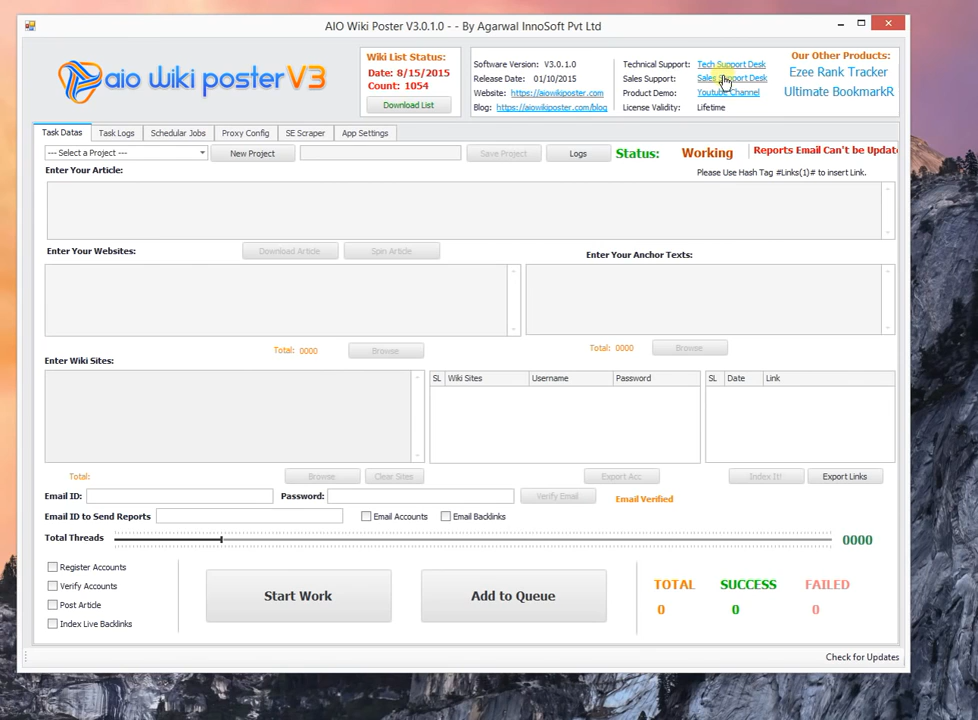 AIO Wiki Poster V3.0.1.0 - - By Agarwal InnoSoft Pvt Ltd
aio wiki poster V3
Wiki List Status:
Date: 8/15/2015
Count: 1054
Download List
Software Version: V3.0.1.0
Release Date: 01/10/2015
Website: https://aiowikiposter.com
Blog: https://aiowikiposter.com/blog
Technical Support: Tech Support Desk
Sales Support: Sales Support Desk
Product Demo: Youtube Channel
License Validity: Lifetime
Our Other Products:
Ezee Rank Tracker
Ultimate BookmarkR
Task Datas Task Logs Schedular Jobs Proxy Config SE Scraper App Settings
--- Select a Project --- New Project Save Project Logs Status: Working Reports Email Can't be Update
Please Use Hash Tag #Links(1)# to insert Link.
Enter Your Article:
Enter Your Websites: Download Article Spin Article Enter Your Anchor Texts:
Total: 0000 Browse Total: 0000 Browse
Enter Wiki Sites:
SL Wiki Sites Username Password SL Date Link
Total: Browse Clear Sites Export Acc Index It! Export Links
Email ID: Password: Verify Email Email Verified
Email ID to Send Reports Email Accounts Email Backlinks
Total Threads 0000
Register Accounts
Verify Accounts
Post Article
Index Live Backlinks
Start Work
Add to Queue
TOTAL SUCCESS FAILED
0 0 0
Check for Updates